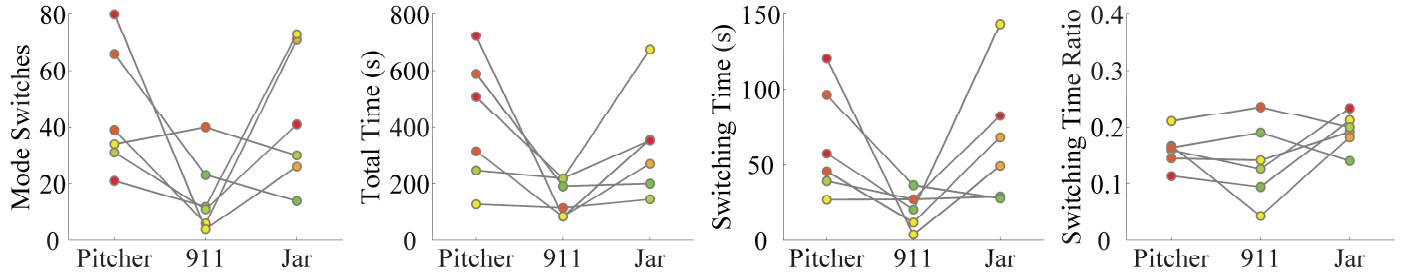 Mode Switches
80
60
40
20
0
Pitcher 911 Jar
Total Time (s)
800
600
400
200
0
Pitcher 911 Jar
Switching Time (s)
150
100
50
0
Pitcher 911 Jar
Switching Time Ratio
0.4
0.3
0.2
0.1
0
Pitcher 911 Jar